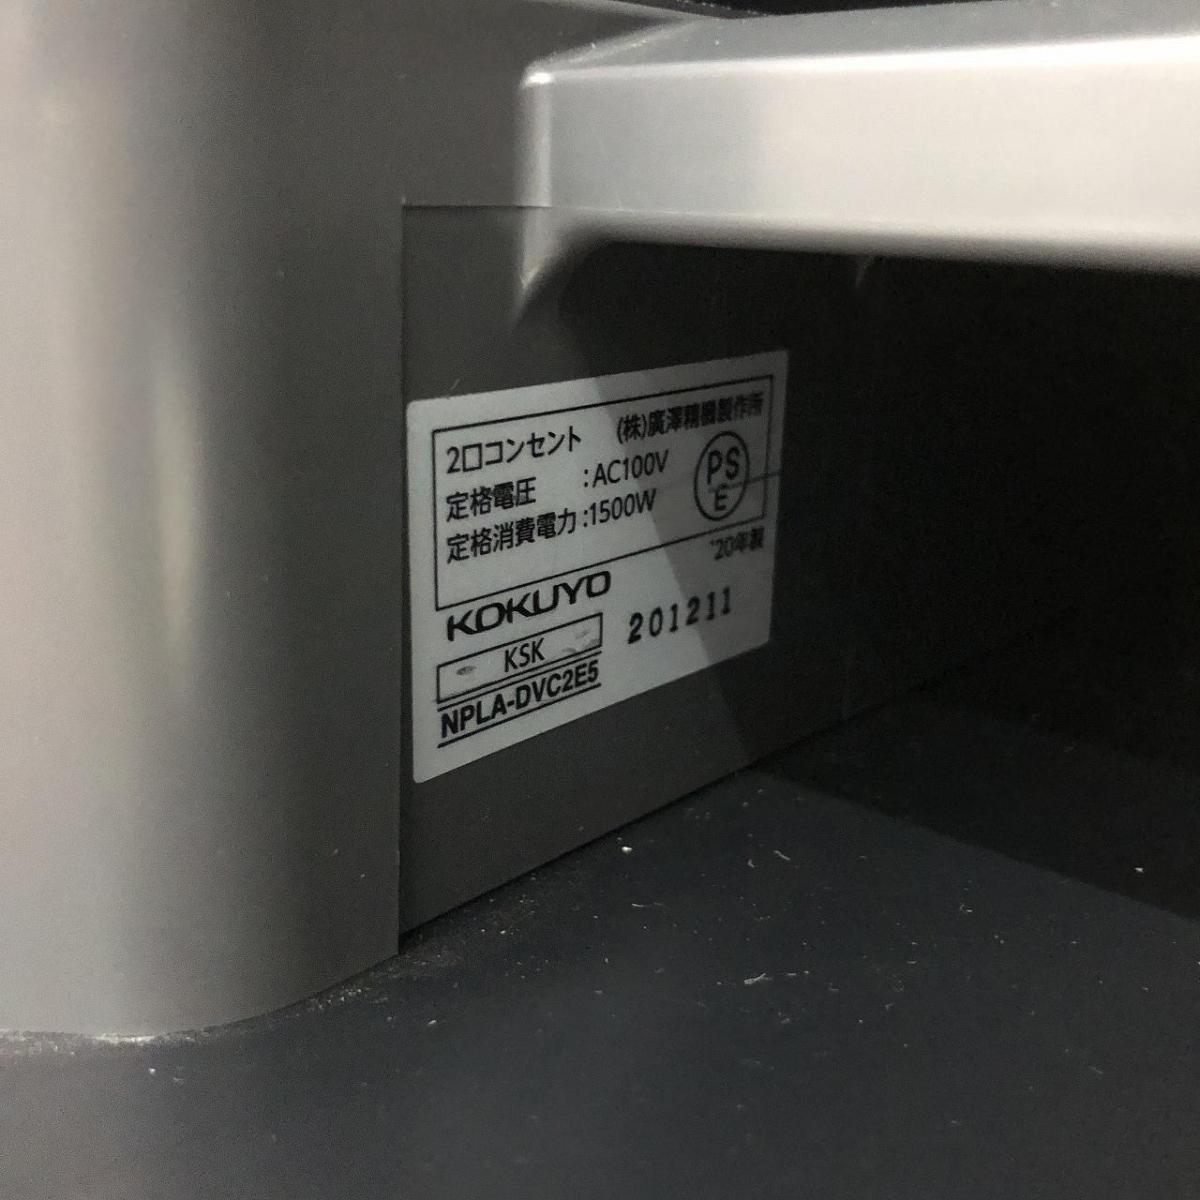 2口コンセント (株)廣澤精機製作所
定格電圧 :AC100V
定格消費電力:1500W
PS
E
'20年製
KOKUYO
201211
KSK
NPLA-DVC2E5